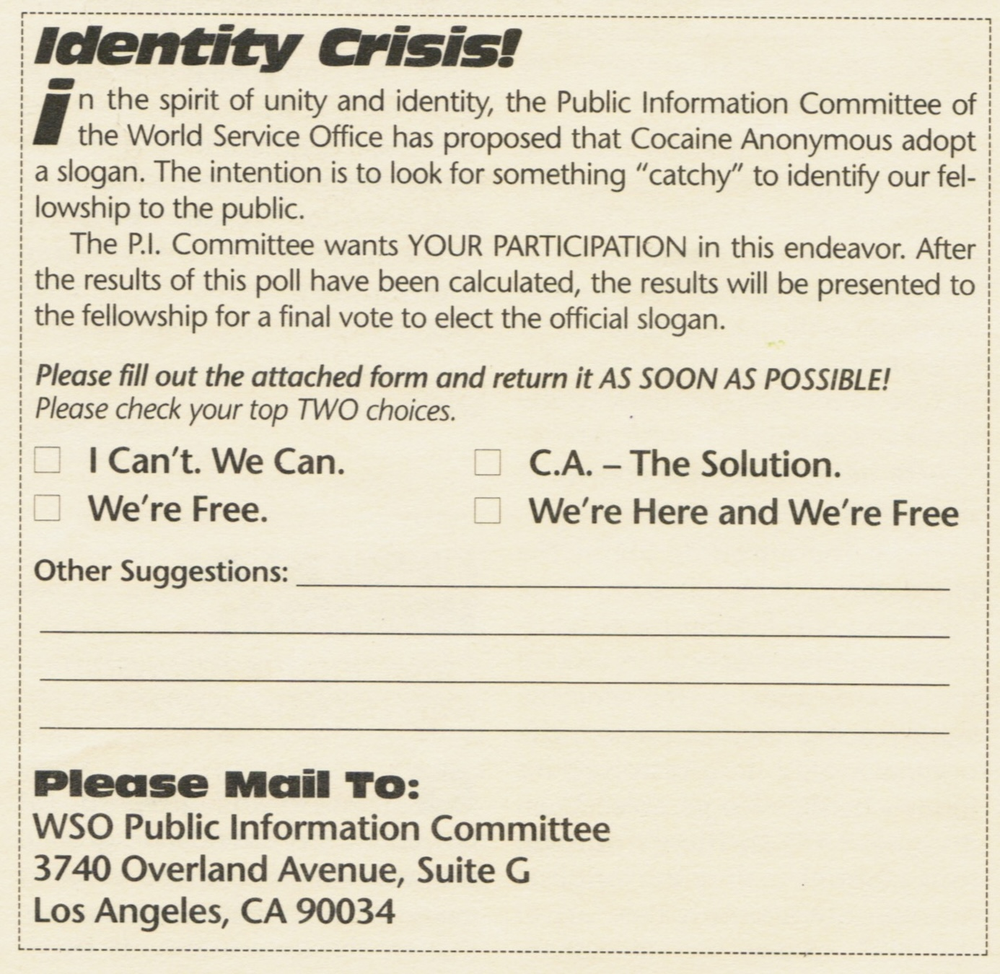 Identity Crisis!
in the spirit of unity and identity, the Public Information Committee of
the World Service Office has proposed that Cocaine Anonymous adopt
a slogan. The intention is to look for something “catchy” to identify our fel-
lowship to the public.
The P.I. Committee wants YOUR PARTICIPATION in this endeavor. After
the results of this poll have been calculated, the results will be presented to
the fellowship for a final vote to elect the official slogan.
Please fill out the attached form and return it AS SOON AS POSSIBLE!
Please check your top TWO choices.
I Can’t. We Can.
C.A. – The Solution.
We’re Free.
We’re Here and We’re Free
Other Suggestions:
Please Mail To:
WSO Public Information Committee
3740 Overland Avenue, Suite G
Los Angeles, CA 90034